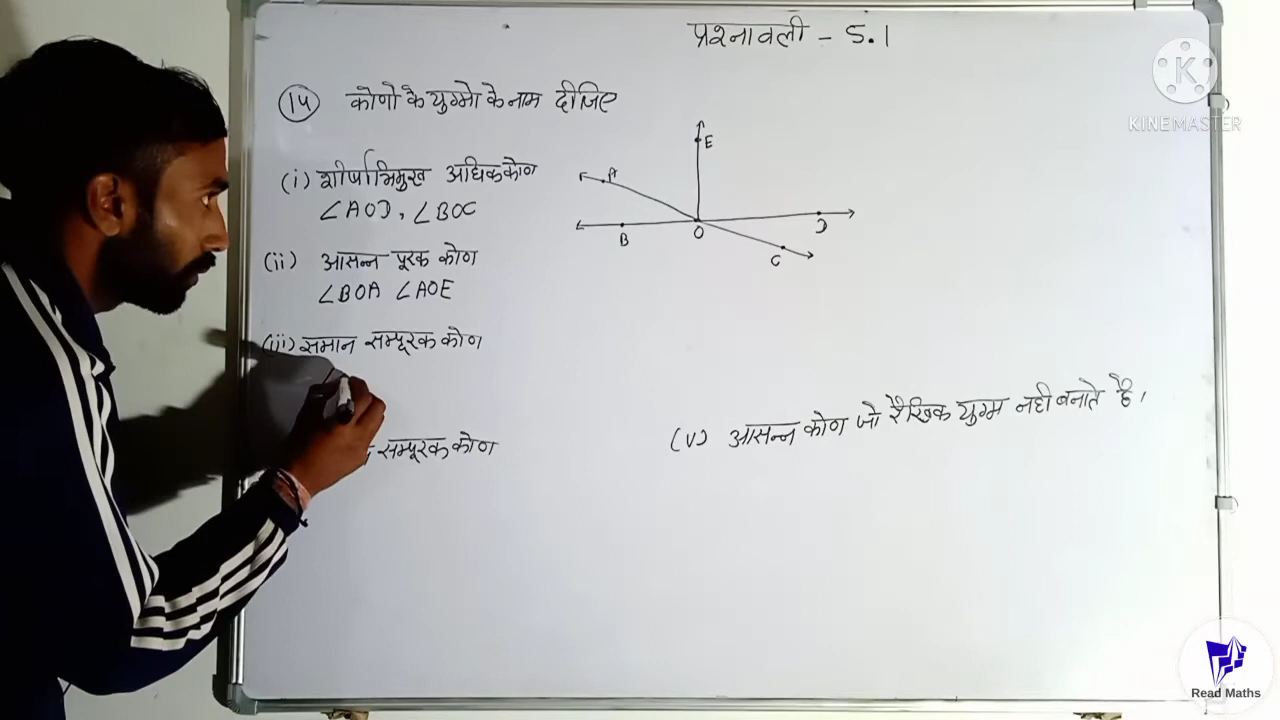 प्रश्नावली - 5.1
KINEMASTER
14 कोणो के युग्मो के नाम दीजिए
(i) शीर्षाभिमुख अधिककोण
∠AOD, ∠BOC
(ii) आसन्न पूरक कोण
∠BOA ∠AOE
(iii) समान सम्पूरक कोण
सम्पूरक कोण
(v) आसन्न कोण जो रैखिक युग्म नही बनाते है।
E
A
B
O
D
C
Read Maths